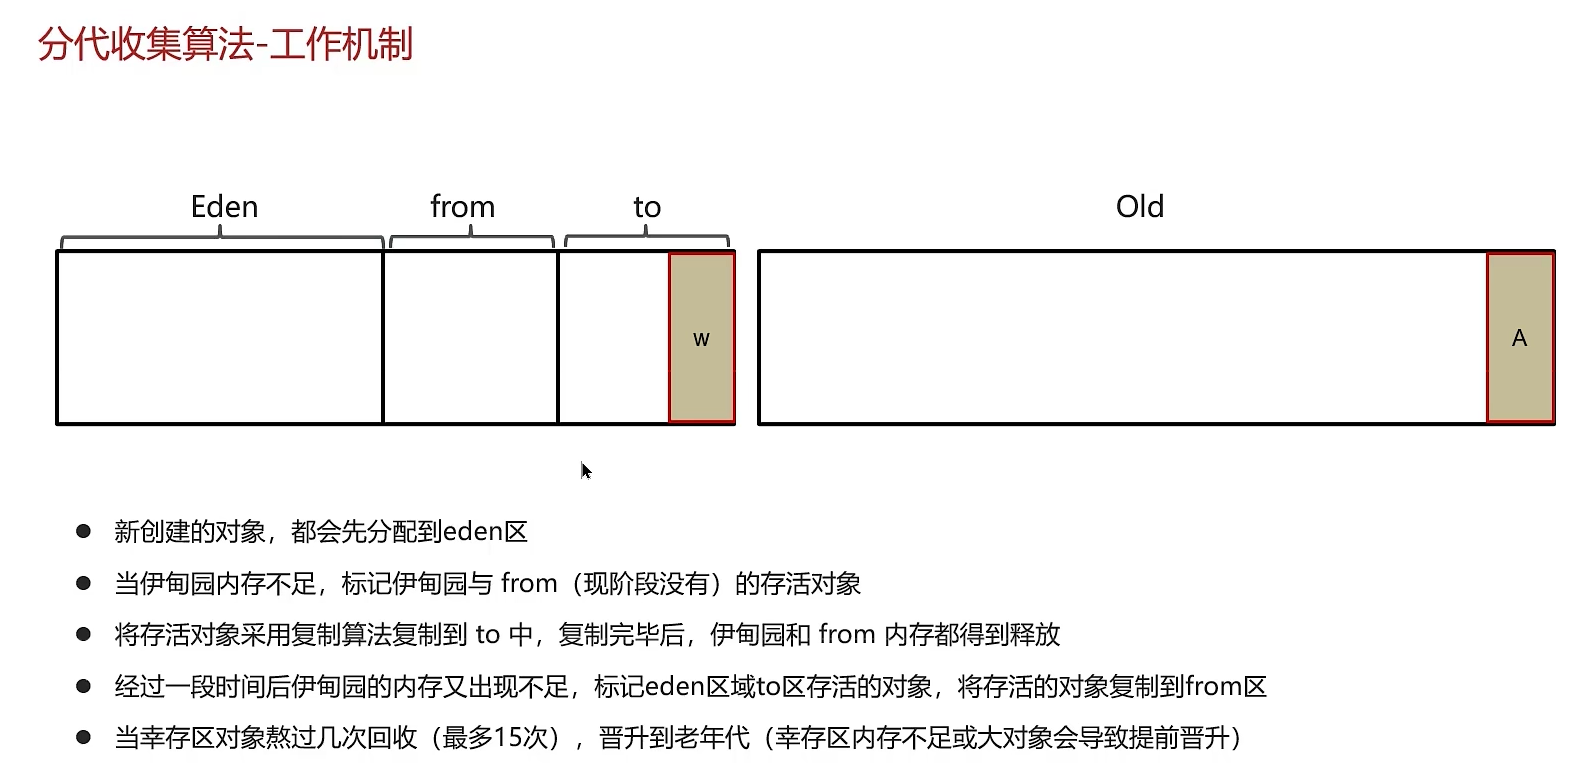 分代收集算法-工作机制
Eden from to Old
w A
新创建的对象，都会先分配到eden区
当伊甸园内存不足，标记伊甸园与 from（现阶段没有）的存活对象
将存活对象采用复制算法复制到 to 中，复制完毕后，伊甸园和 from 内存都得到释放
经过一段时间后伊甸园的内存又出现不足，标记eden区域to区存活的对象，将存活的对象复制到from区
当幸存区对象熬过几次回收（最多15次），晋升到老年代（幸存区内存不足或大对象会导致提前晋升）